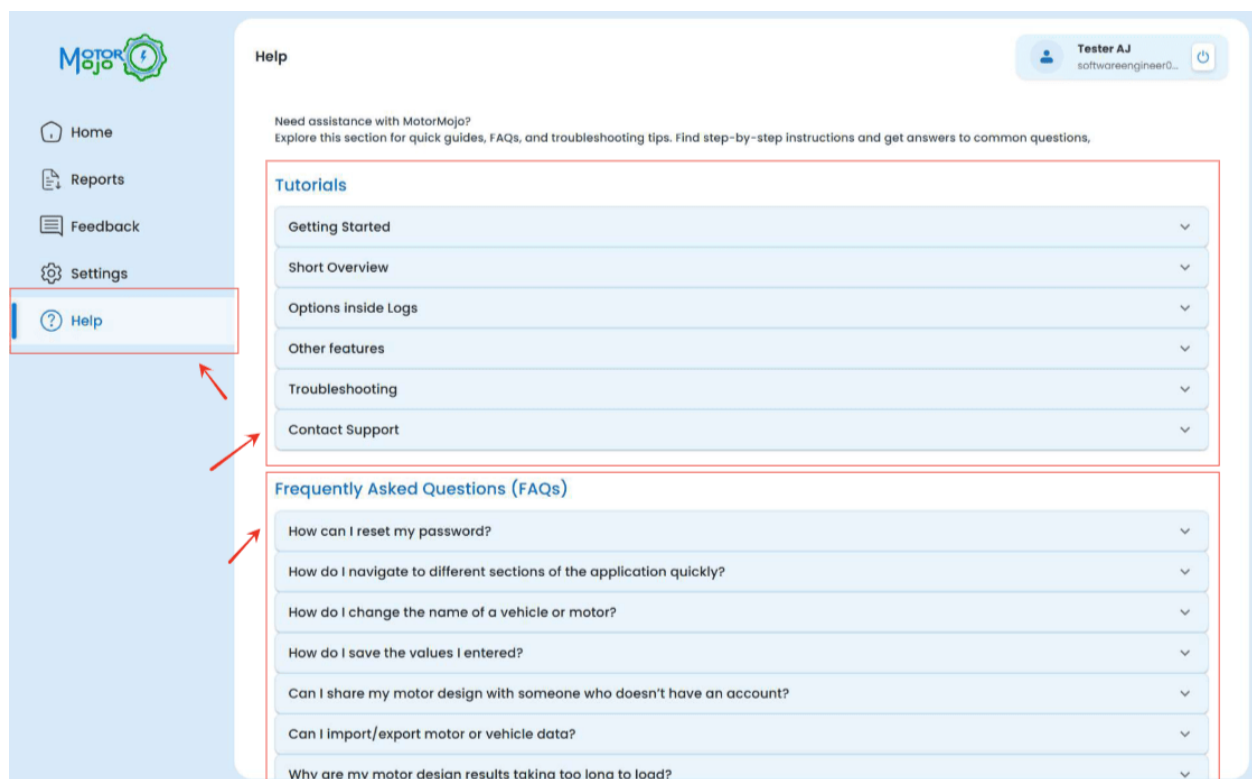 MOTOR
Mojo
Help
Tester AJ
softwareengineer0...
Home
Reports
Feedback
Settings
Help
Need assistance with MotorMojo?
Explore this section for quick guides, FAQs, and troubleshooting tips. Find step-by-step instructions and get answers to common questions,
Tutorials
Getting Started
Short Overview
Options inside Logs
Other features
Troubleshooting
Contact Support
Frequently Asked Questions (FAQs)
How can I reset my password?
How do I navigate to different sections of the application quickly?
How do I change the name of a vehicle or motor?
How do I save the values I entered?
Can I share my motor design with someone who doesn't have an account?
Can I import/export motor or vehicle data?
Why are my motor design results taking too long to load?